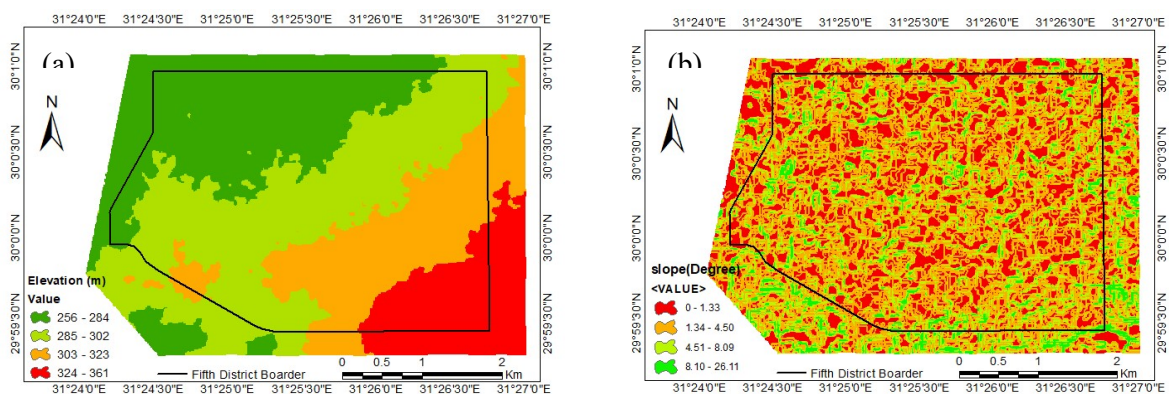 31°24'0"E 31°24'30"E 31°25'0"E 31°25'30"E 31°26'0"E 31°26'30"E 31°27'0"E
(a)
N
30°1'0"N
30°0'30"N
30°0'0"N
29°59'30"N
30°1'0"N
30°0'30"N
30°0'0"N
29°59'30"N
Elevation (m)
Value
256 - 284
285 - 302
303 - 323
324 - 361
Fifth District Boarder
0 0.5 1 2
Km
31°24'0"E 31°24'30"E 31°25'0"E 31°25'30"E 31°26'0"E 31°26'30"E 31°27'0"E
31°24'0"E 31°24'30"E 31°25'0"E 31°25'30"E 31°26'0"E 31°26'30"E 31°27'0"E
(b)
N
30°1'0"N
30°0'30"N
30°0'0"N
29°59'30"N
30°1'0"N
30°0'30"N
30°0'0"N
29°59'30"N
slope(Degree)
<VALUE>
0 - 1.33
1.34 - 4.50
4.51 - 8.09
8.10 - 26.11
Fifth District Boarder
0 0.5 1 2
Km
31°24'0"E 31°24'30"E 31°25'0"E 31°25'30"E 31°26'0"E 31°26'30"E 31°27'0"E